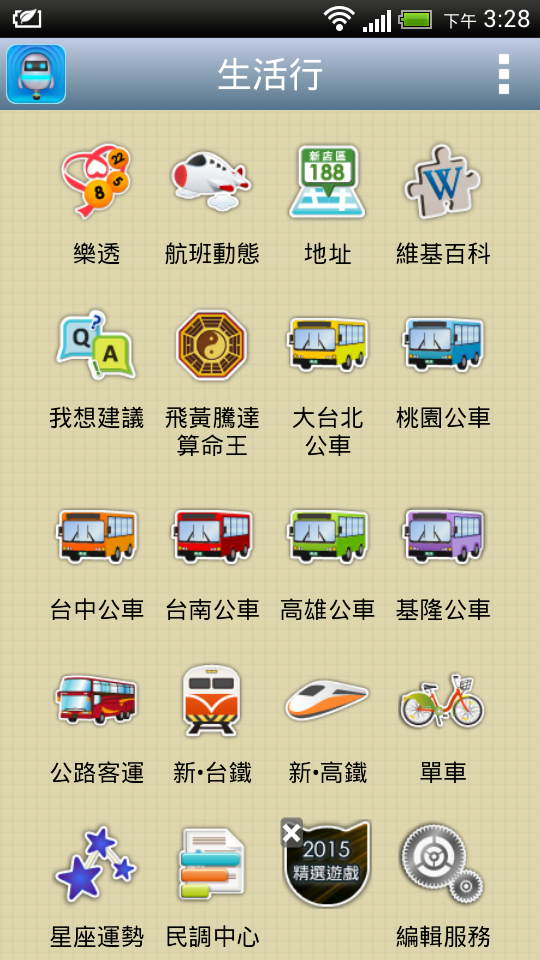 下午 3:28
生活行
22
8
5
新店區
188
W
樂透
航班動態
地址
維基百科
Q
?
A
!
我想建議
飛黃騰達
算命王
大台北
公車
桃園公車
台中公車
台南公車
高雄公車
基隆公車
公路客運
新•台鐵
新•高鐵
單車
2015
精選遊戲
星座運勢
民調中心
編輯服務